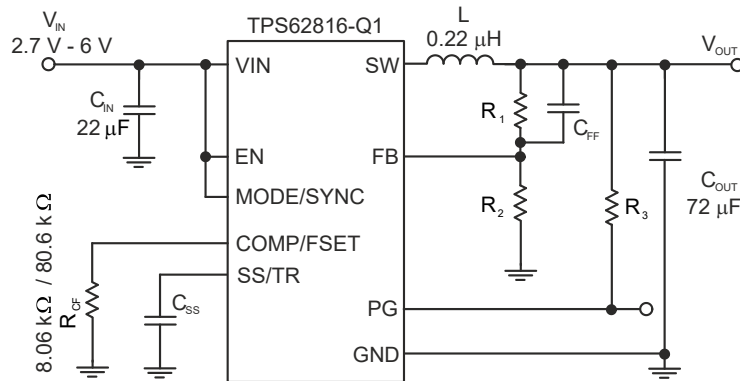 TPS62816-Q1
V_IN
2.7 V - 6 V
VIN
SW
L
0.22 μH
V_OUT
C_IN
22 μF
R_1
C_FF
EN
FB
MODE/SYNC
R_2
R_3
C_OUT
72 μF
COMP/FSET
SS/TR
8.06 kΩ / 80.6 kΩ
R_CF
C_SS
PG
GND